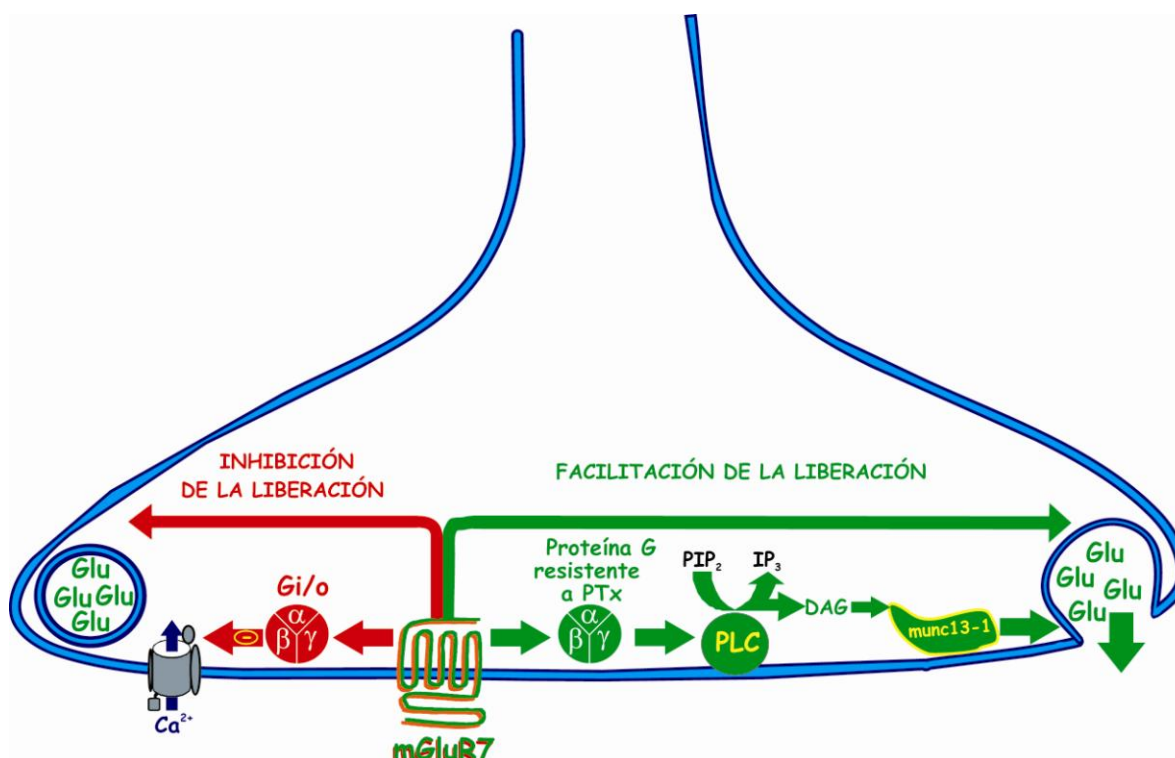 INHIBICIÓN
DE LA LIBERACIÓN
FACILITACIÓN DE LA LIBERACIÓN
Glu
Glu Glu
Glu
Gi/o
α
β γ
Proteína G
resistente
a PTx
α
β γ
PIP₂
IP₃
DAG
PLC
munc13-1
Glu
Glu Glu
Glu
Ca²⁺
mGluR7